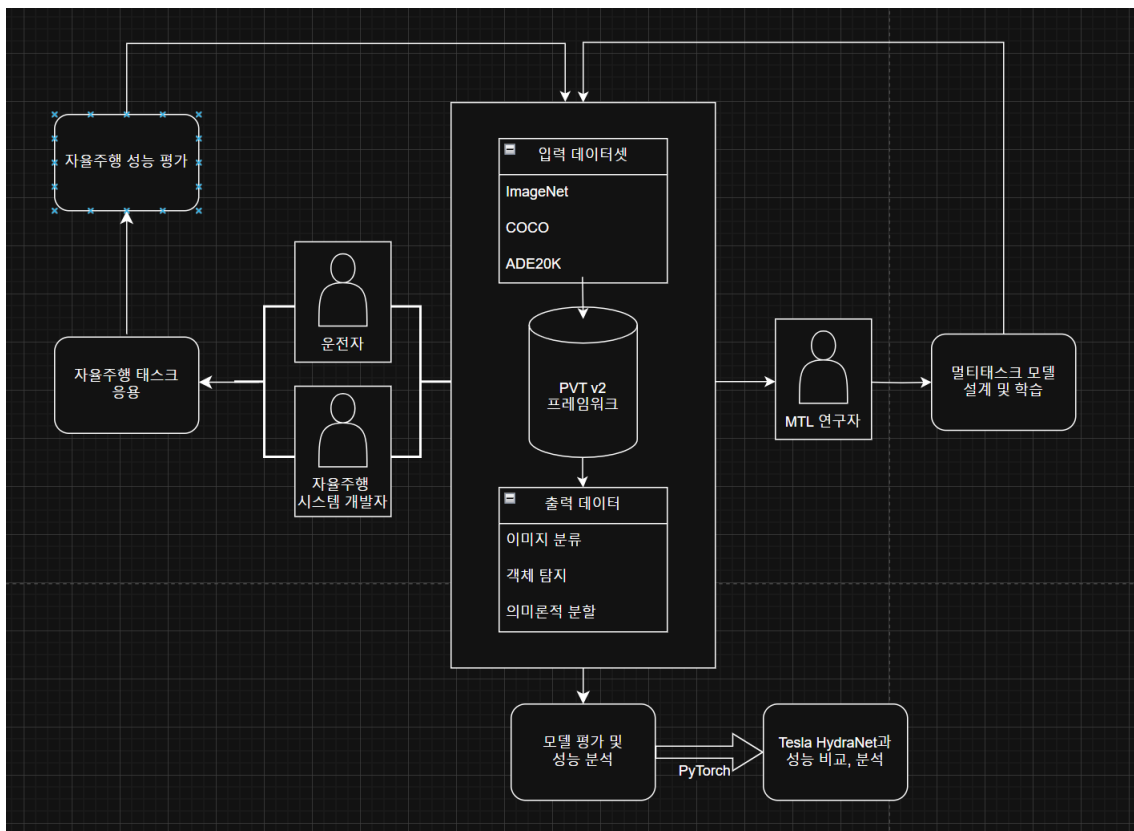 자율주행 성능 평가
입력 데이터셋
ImageNet
COCO
ADE20K
운전자
자율주행 태스크
응용
자율주행
시스템 개발자
PVT v2
프레임워크
MTL 연구자
멀티태스크 모델
설계 및 학습
출력 데이터
이미지 분류
객체 탐지
의미론적 분할
모델 평가 및
성능 분석
PyTorch
Tesla HydraNet과
성능 비교, 분석